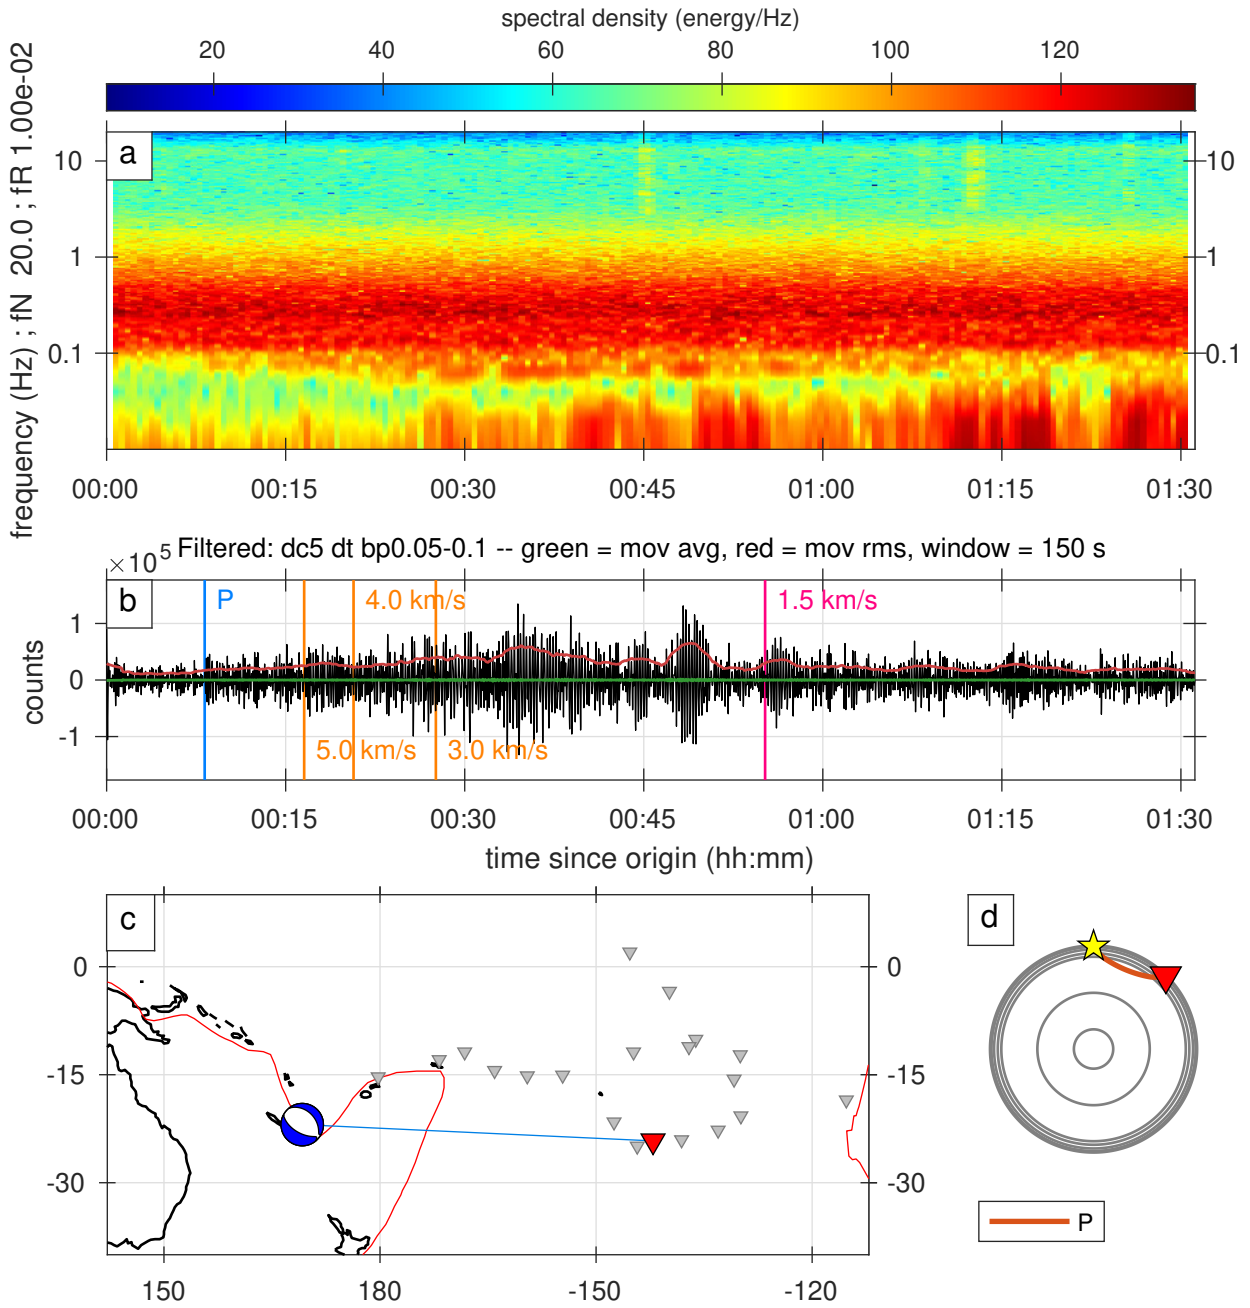 spectral density (energy/Hz)
20 40 60 80 100 120
frequency (Hz) ; fN 20.0 ; fR 1.00e-02
a
10 10
1 1
0.1 0.1
00:00 00:15 00:30 00:45 01:00 01:15 01:30
×10^5 Filtered: dc5 dt bp0.05-0.1 -- green = mov avg, red = mov rms, window = 150 s
b
P 4.0 km/s 1.5 km/s
counts
1
0
-1
5.0 km/s 3.0 km/s
00:00 00:15 00:30 00:45 01:00 01:15 01:30
time since origin (hh:mm)
c
d
0 0
-15 -15
-30 -30
150 180 -150 -120
P